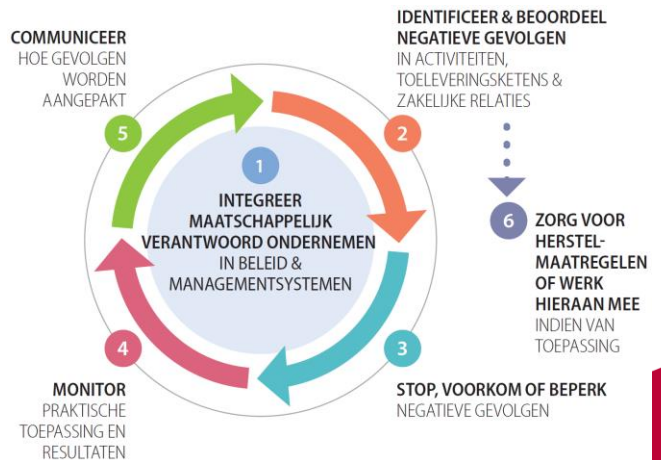 1
INTEGREER
MAATSCHAPPELIJK
VERANTWOORD ONDERNEMEN
IN BELEID &
MANAGEMENTSYSTEMEN
2
IDENTIFICEER & BEOORDEEL
NEGATIEVE GEVOLGEN
IN ACTIVITEITEN,
TOELEVERINGSKETENS &
ZAKELIJKE RELATIES
3
STOP, VOORKOM OF BEPERK
NEGATIEVE GEVOLGEN
4
MONITOR
PRAKTISCHE
TOEPASSING EN
RESULTATEN
5
COMMUNICEER
HOE GEVOLGEN
WORDEN
AANGEPAKT
6
ZORG VOOR
HERSTEL-
MAATREGELEN
OF WERK
HIERAAN MEE
INDIEN VAN
TOEPASSING